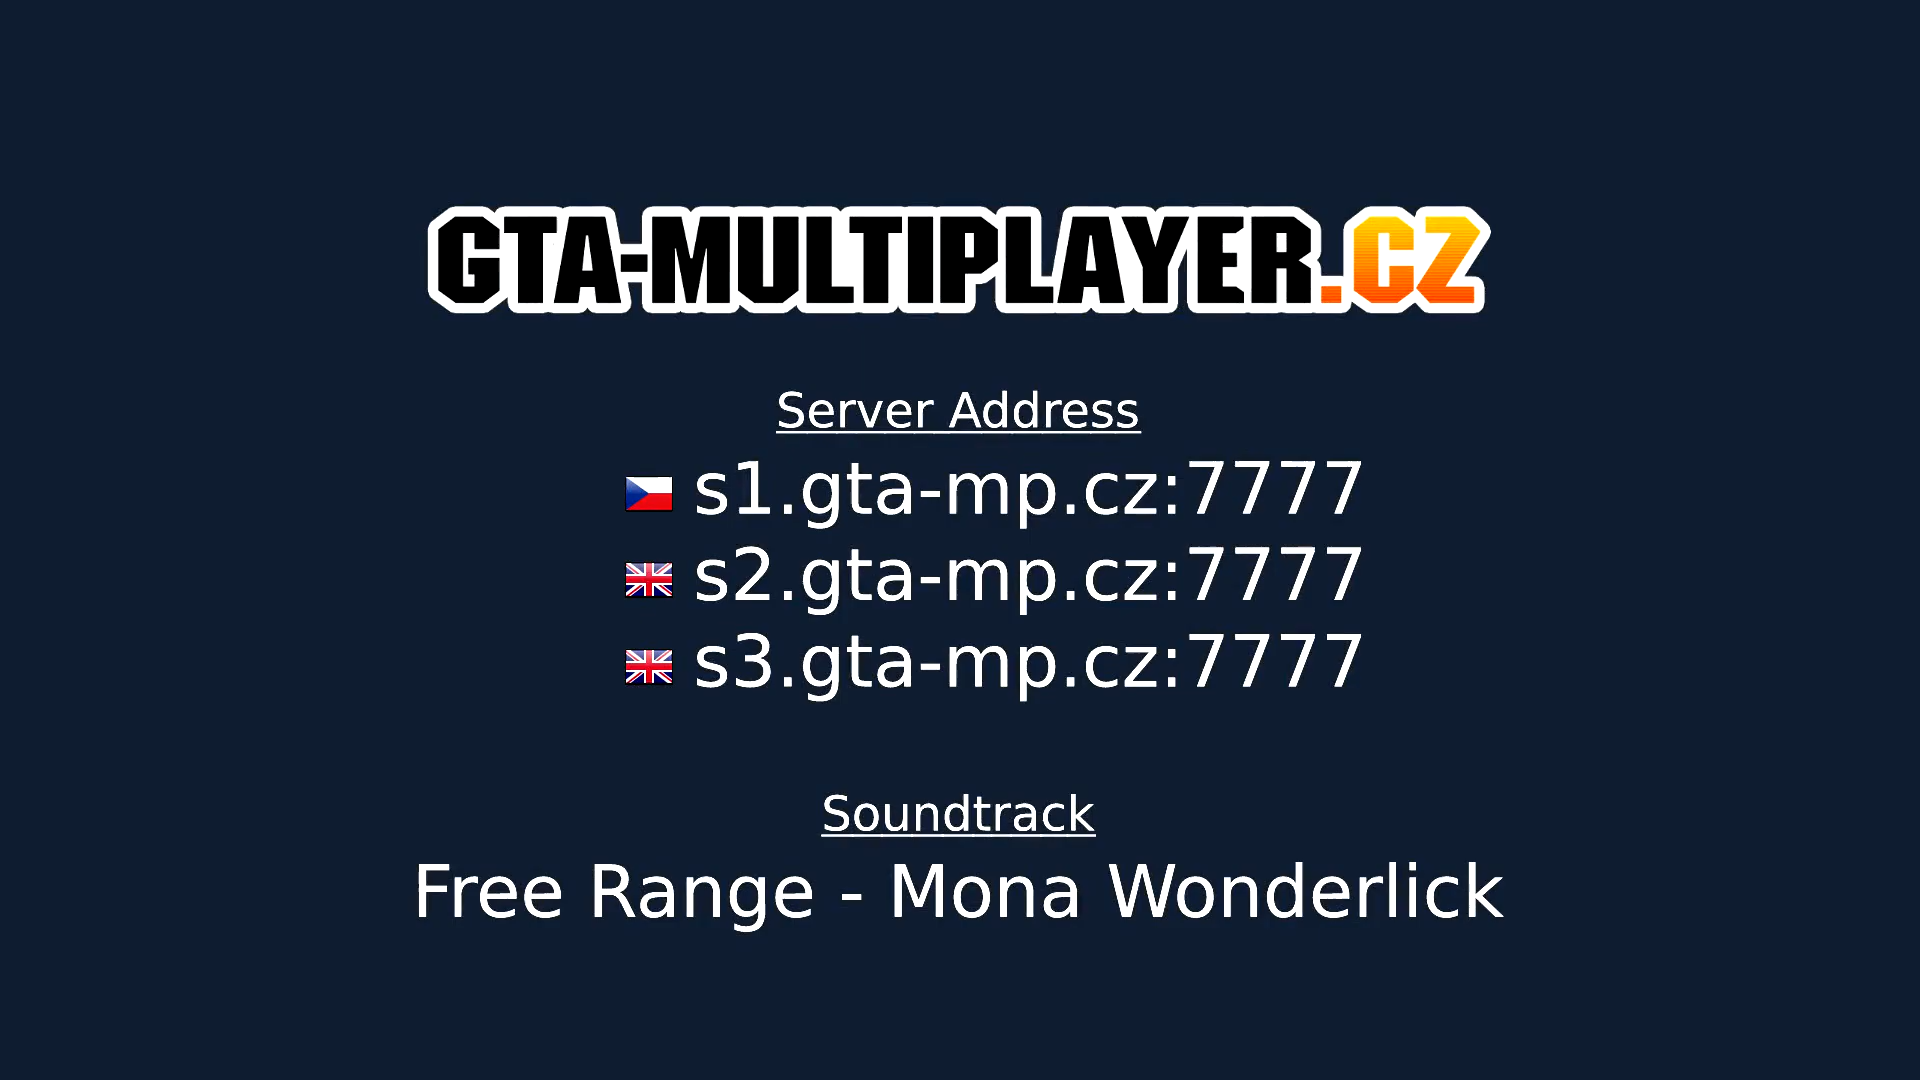 GTA-MULTIPLAYER.CZ
Server Address
s1.gta-mp.cz:7777
s2.gta-mp.cz:7777
s3.gta-mp.cz:7777
Soundtrack
Free Range - Mona Wonderlick